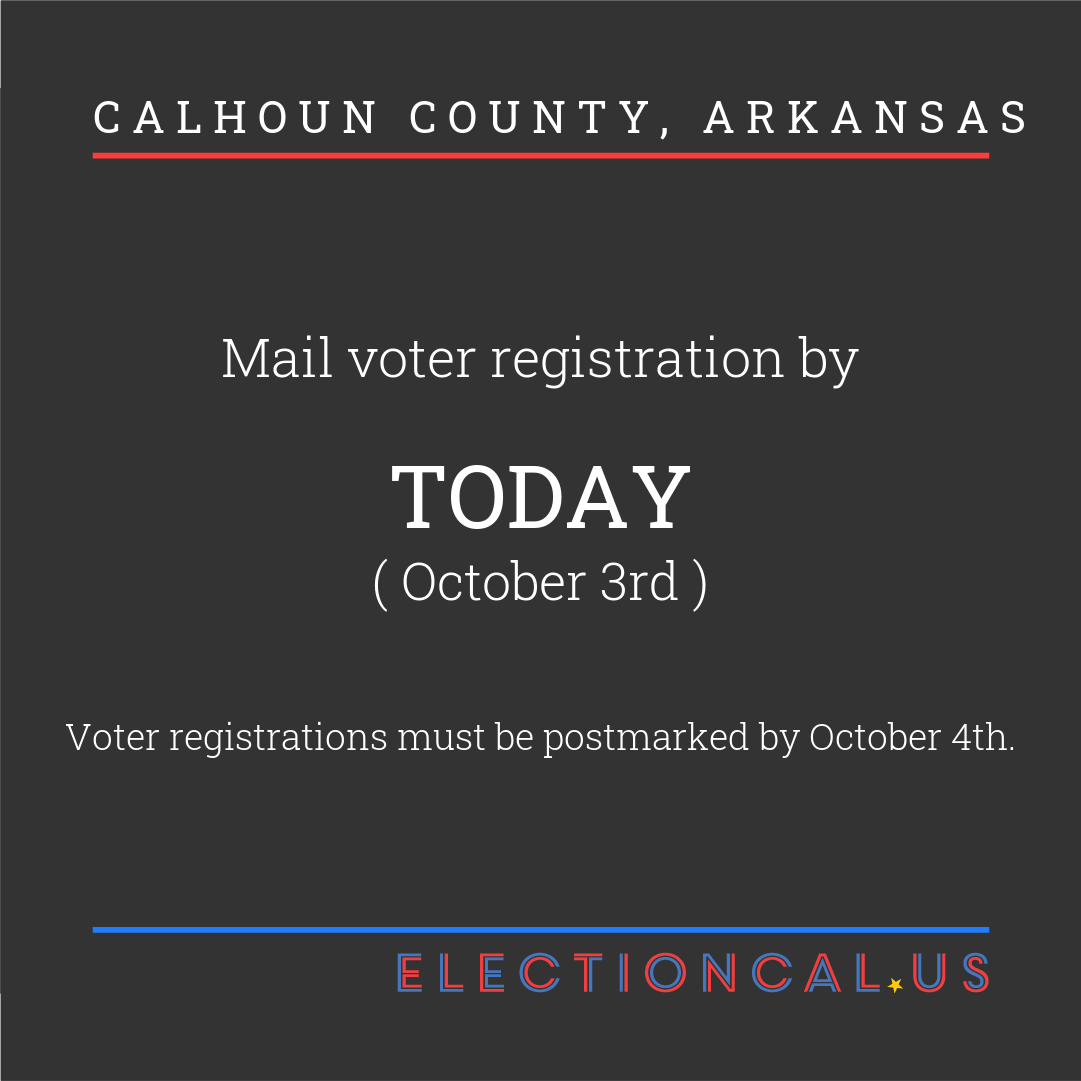 CALHOUN COUNTY, ARKANSAS
Mail voter registration by
TODAY
( October 3rd )
Voter registrations must be postmarked by October 4th.
ELECTIONCAL.US